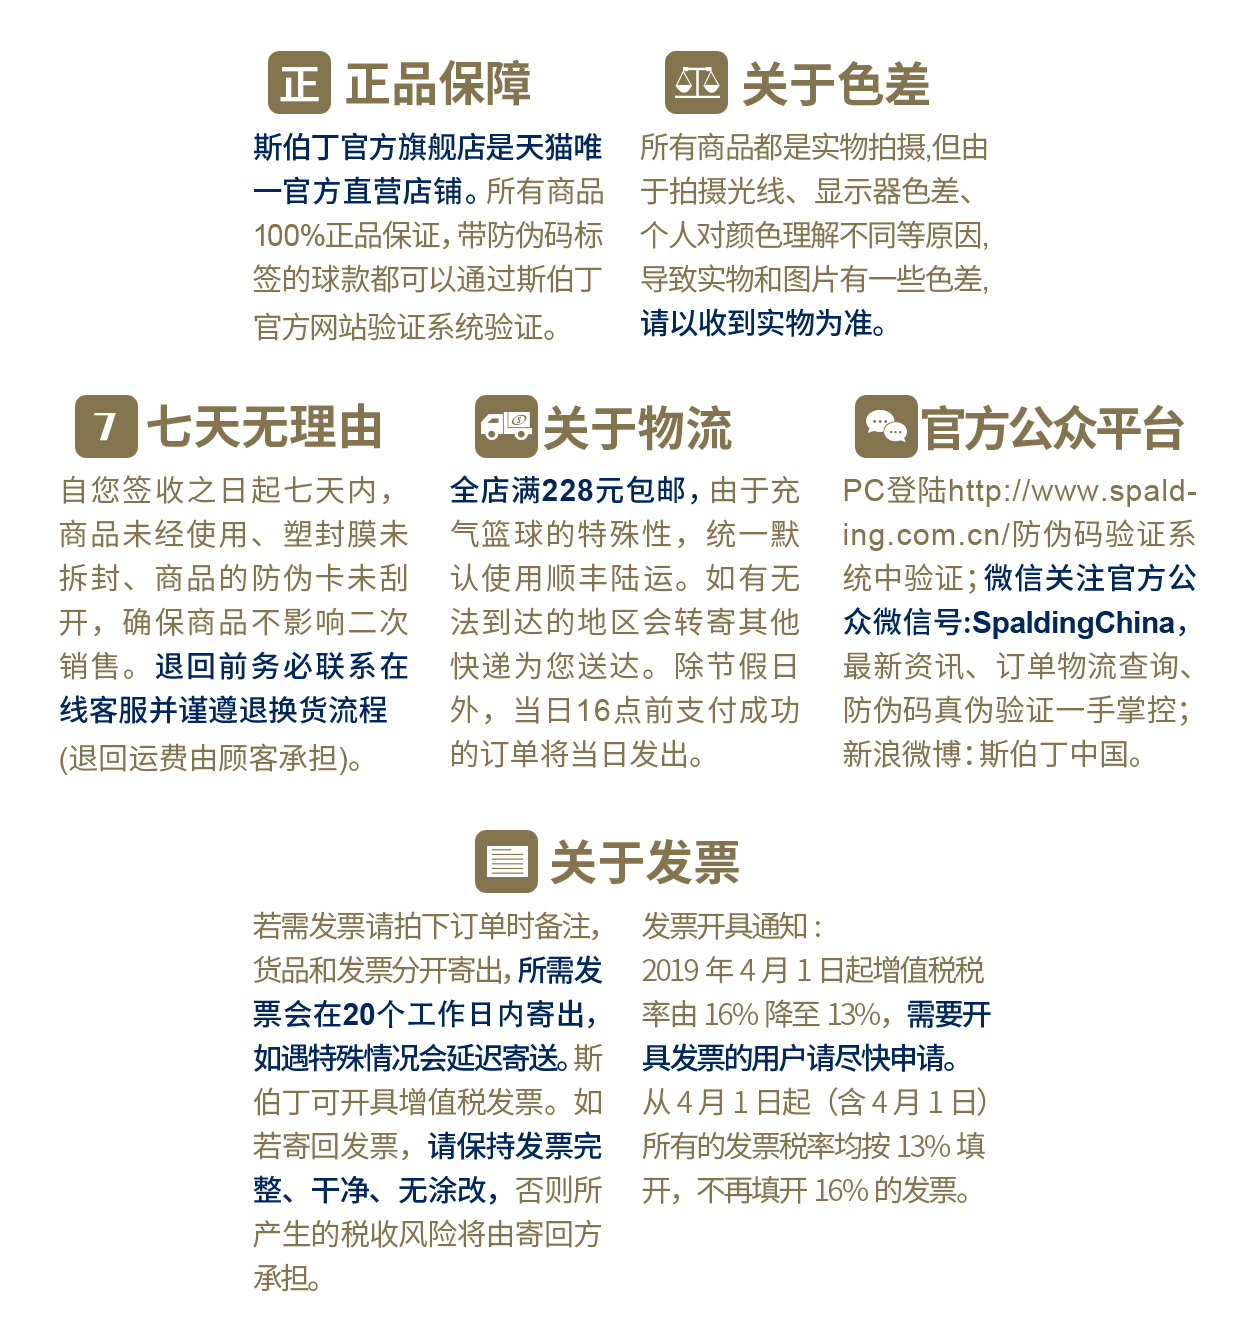 正 正品保障
斯伯丁官方旗舰店是天猫唯
一官方直营店铺。所有商品
100%正品保证，带防伪码标
签的球款都可以通过斯伯丁
官方网站验证系统验证。
关于色差
所有商品都是实物拍摄,但由
于拍摄光线、显示器色差、
个人对颜色理解不同等原因,
导致实物和图片有一些色差,
请以收到实物为准。
7 七天无理由
自您签收之日起七天内，
商品未经使用、塑封膜未
拆封、商品的防伪卡未刮
开，确保商品不影响二次
销售。退回前务必联系在
线客服并谨遵退换货流程
(退回运费由顾客承担)。
关于物流
全店满228元包邮，由于充
气篮球的特殊性，统一默
认使用顺丰陆运。如有无
法到达的地区会转寄其他
快递为您送达。除节假日
外，当日16点前支付成功
的订单将当日发出。
官方公众平台
PC登陆http://www.spald-
ing.com.cn/防伪码验证系
统中验证；微信关注官方公
众微信号:SpaldingChina，
最新资讯、订单物流查询、
防伪码真伪验证一手掌控；
新浪微博：斯伯丁中国。
关于发票
若需发票请拍下订单时备注，
货品和发票分开寄出，所需发
票会在20个工作日内寄出，
如遇特殊情况会延迟寄送。斯
伯丁可开具增值税发票。如
若寄回发票，请保持发票完
整、干净、无涂改，否则所
产生的税收风险将由寄回方
承担。
发票开具通知：
2019 年 4 月 1 日起增值税税
率由 16% 降至 13%，需要开
具发票的用户请尽快申请。
从 4 月 1 日起（含 4 月 1 日）
所有的发票税率均按 13% 填
开，不再填开 16% 的发票。